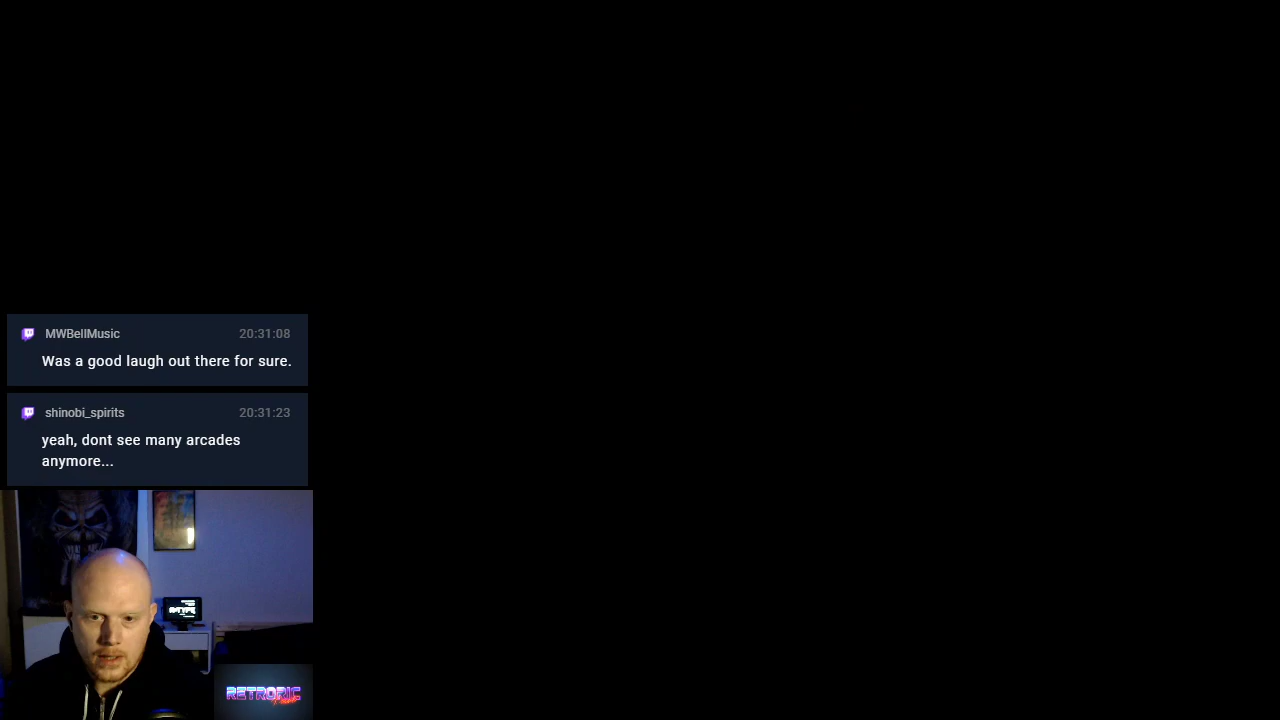 MWBellMusic 20:31:08
Was a good laugh out there for sure.
shinobi_spirits 20:31:23
yeah, dont see many arcades
anymore...
R-TYPE